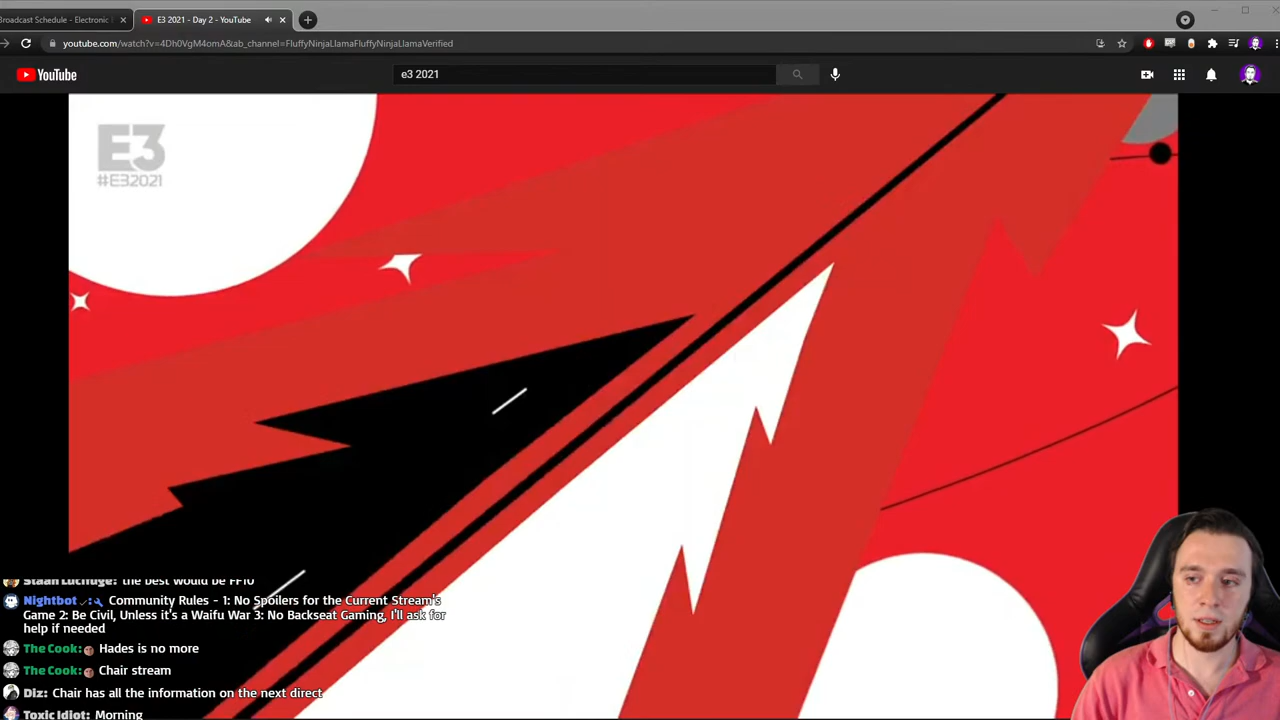 Broadcast Schedule - Electronic
E3 2021 - Day 2 - YouTube
youtube.com/watch?v=4Dh0VgM4omA&ab_channel=FluffyNinjaLlamaFluffyNinjaLlamaVerified
YouTube
e3 2021
E3
#E32021
Staan Luchuge: the best would be FF10
Nightbot: Community Rules - 1: No Spoilers for the Current Stream's
Game 2: Be Civil, Unless it's a Waifu War 3: No Backseat Gaming, I'll ask for
help if needed
The Cook: Hades is no more
The Cook: Chair stream
Diz: Chair has all the information on the next direct
Toxic Idiot: Morning